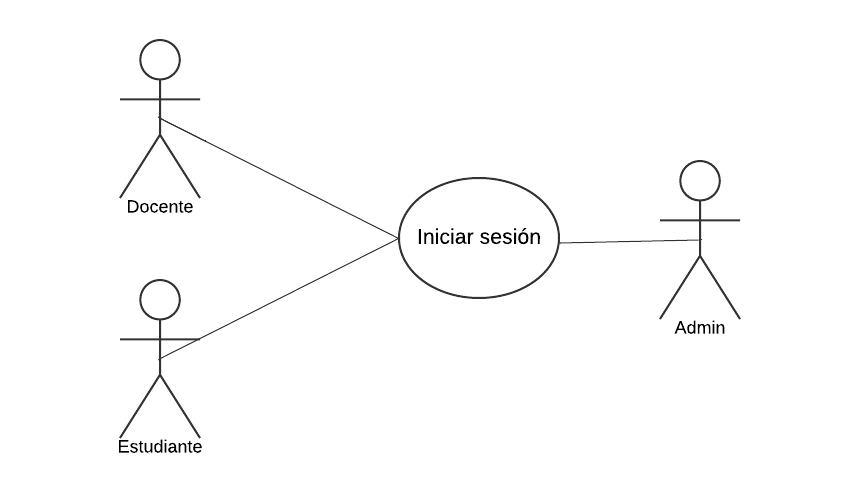 Docente
Iniciar sesión
Admin
Estudiante